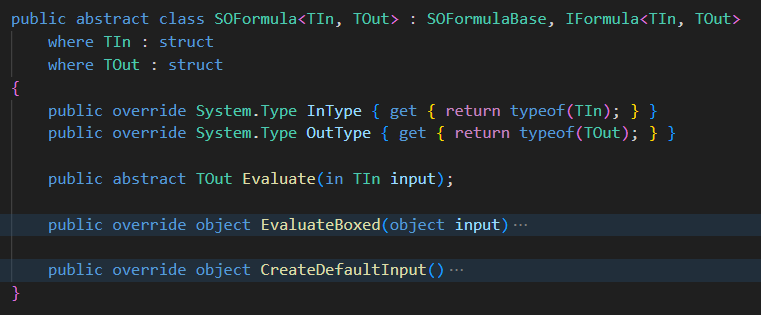 public abstract class SOFormula<TIn, TOut> : SOFormulaBase, IFormula<TIn, TOut>
    where TIn : struct
    where TOut : struct
{
    public override System.Type InType { get { return typeof(TIn); } }
    public override System.Type OutType { get { return typeof(TOut); } }

    public abstract TOut Evaluate(in TIn input);

    public override object EvaluateBoxed(object input)⋯

    public override object CreateDefaultInput()⋯
}